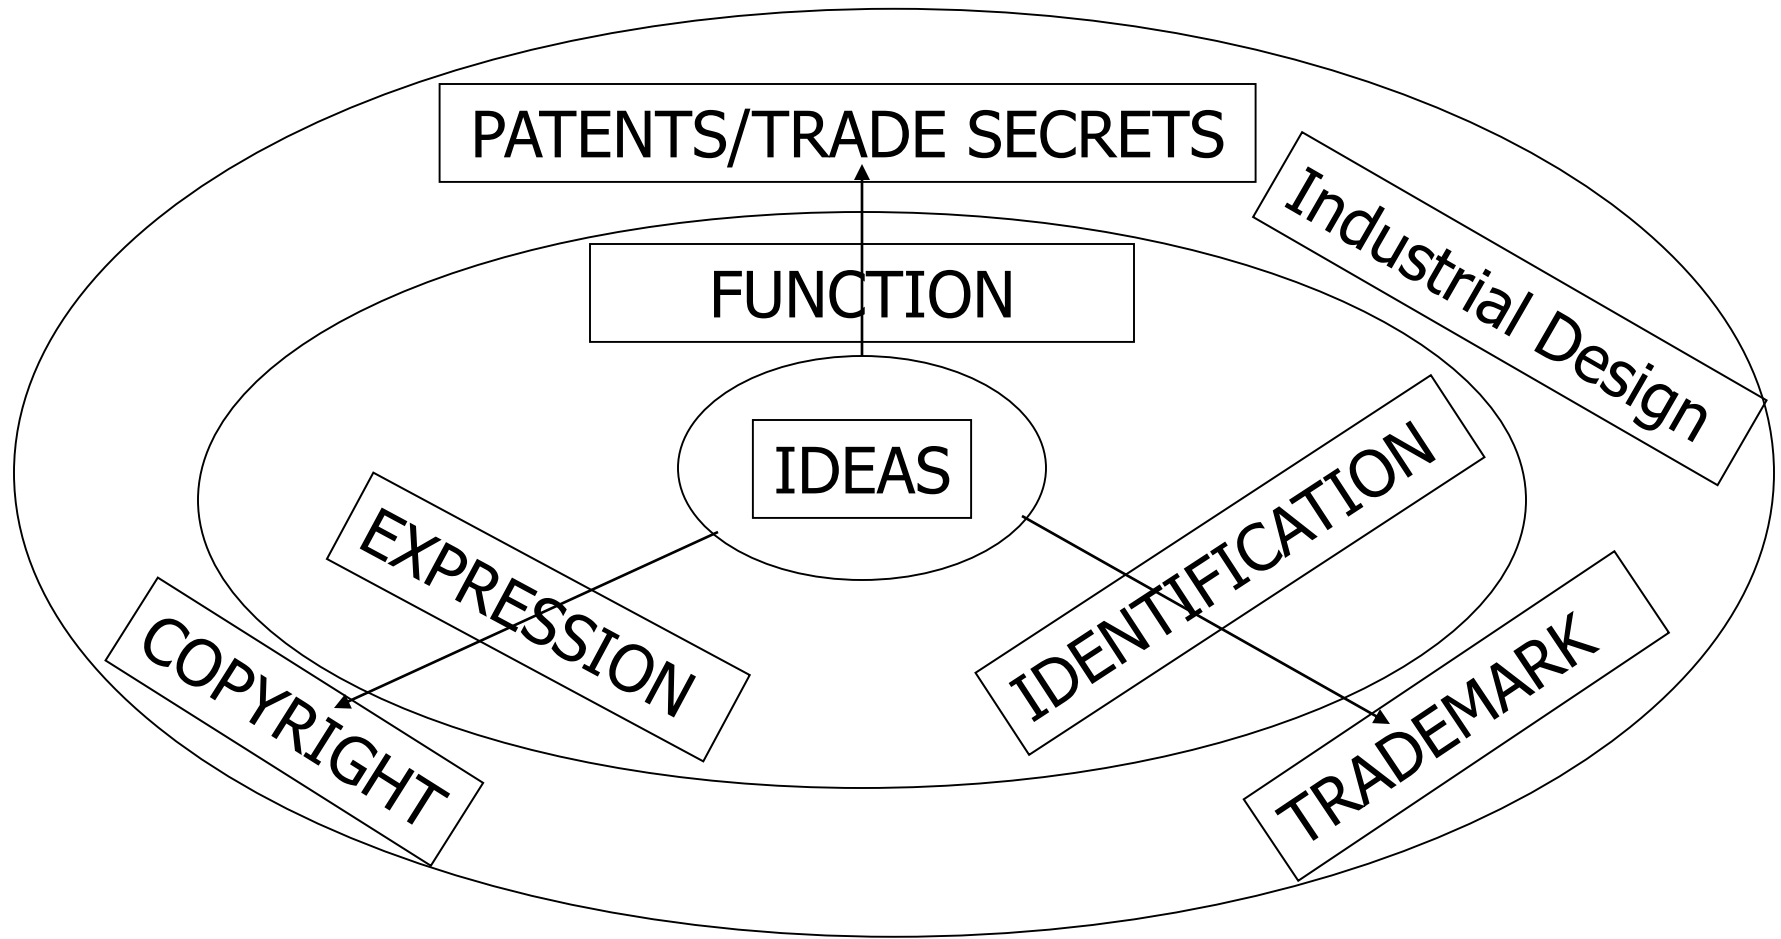 PATENTS/TRADE SECRETS
Industrial Design
FUNCTION
IDEAS
EXPRESSION
IDENTIFICATION
COPYRIGHT
TRADEMARK